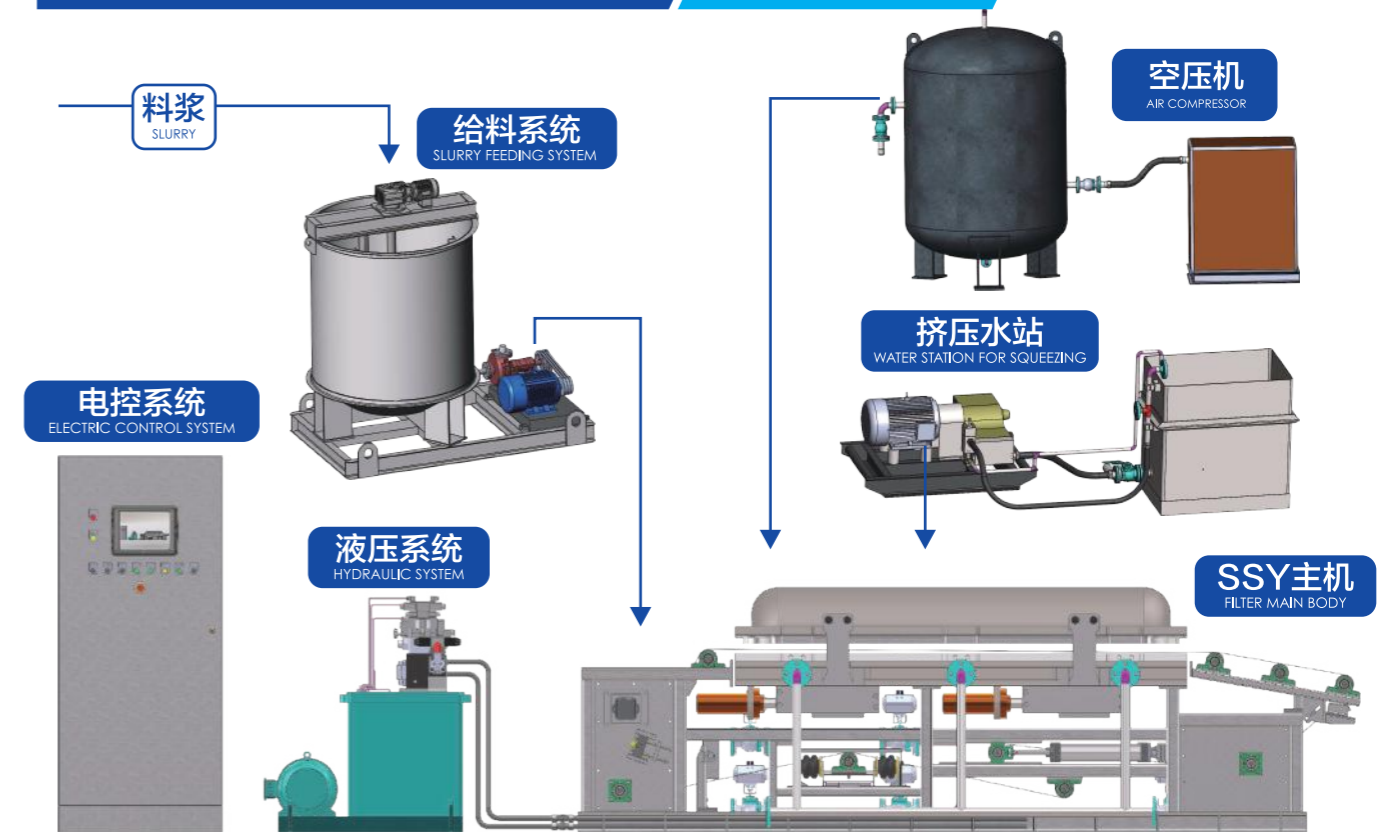 料浆
SLURRY
给料系统
SLURRY FEEDING SYSTEM
空压机
AIR COMPRESSOR
挤压水站
WATER STATION FOR SQUEEZING
电控系统
ELECTRIC CONTROL SYSTEM
液压系统
HYDRAULIC SYSTEM
SSY主机
FILTER MAIN BODY